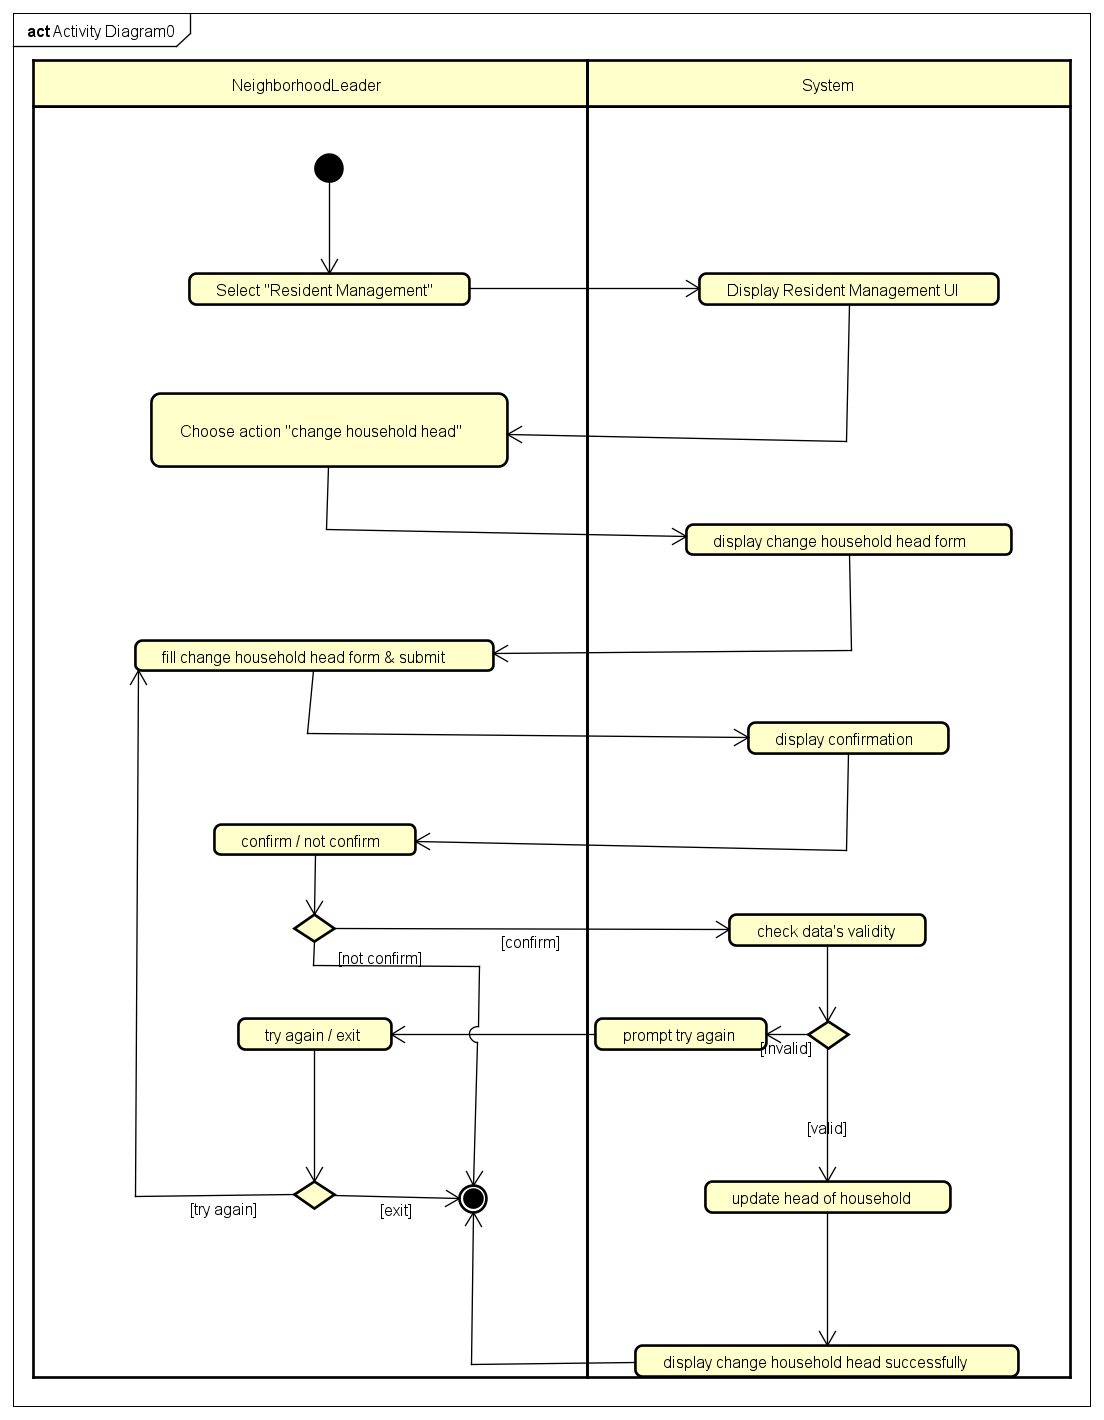 act Activity Diagram0
NeighborhoodLeader
System
Select "Resident Management"
Display Resident Management UI
Choose action "change household head"
display change household head form
fill change household head form & submit
display confirmation
confirm / not confirm
check data's validity
[confirm]
[not confirm]
try again / exit
prompt try again
[invalid]
[valid]
update head of household
[try again]
[exit]
display change household head successfully